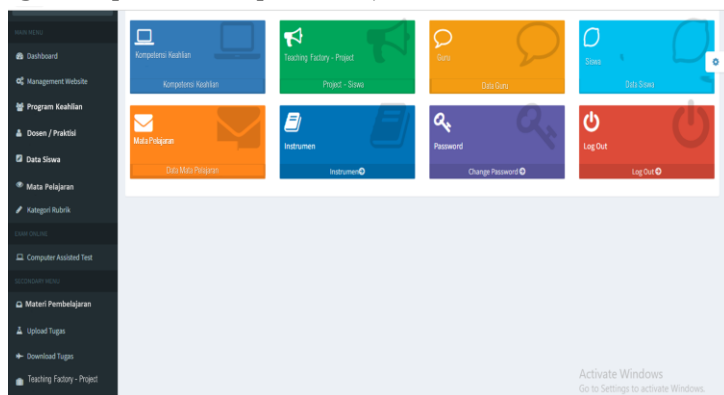 MAIN MENU
Dashboard
Management Website
Program Keahlian
Dosen / Praktisi
Data Siswa
Mata Pelajaran
Kategori Rubrik
EXAM ONLINE
Computer Assisted Test
SECONDARY MENU
Materi Pembelajaran
Upload Tugas
Download Tugas
Teaching Factory - Project
Kompetensi Keahlian
Kompetensi Keahlian
Teaching Factory - Project
Project - Siswa
Guru
Data Guru
Siswa
Data Siswa
Mata Pelajaran
Data Mata Pelajaran
Instrumen
Instrumen
Password
Change Password
Log Out
Log Out
Activate Windows
Go to Settings to activate Windows.